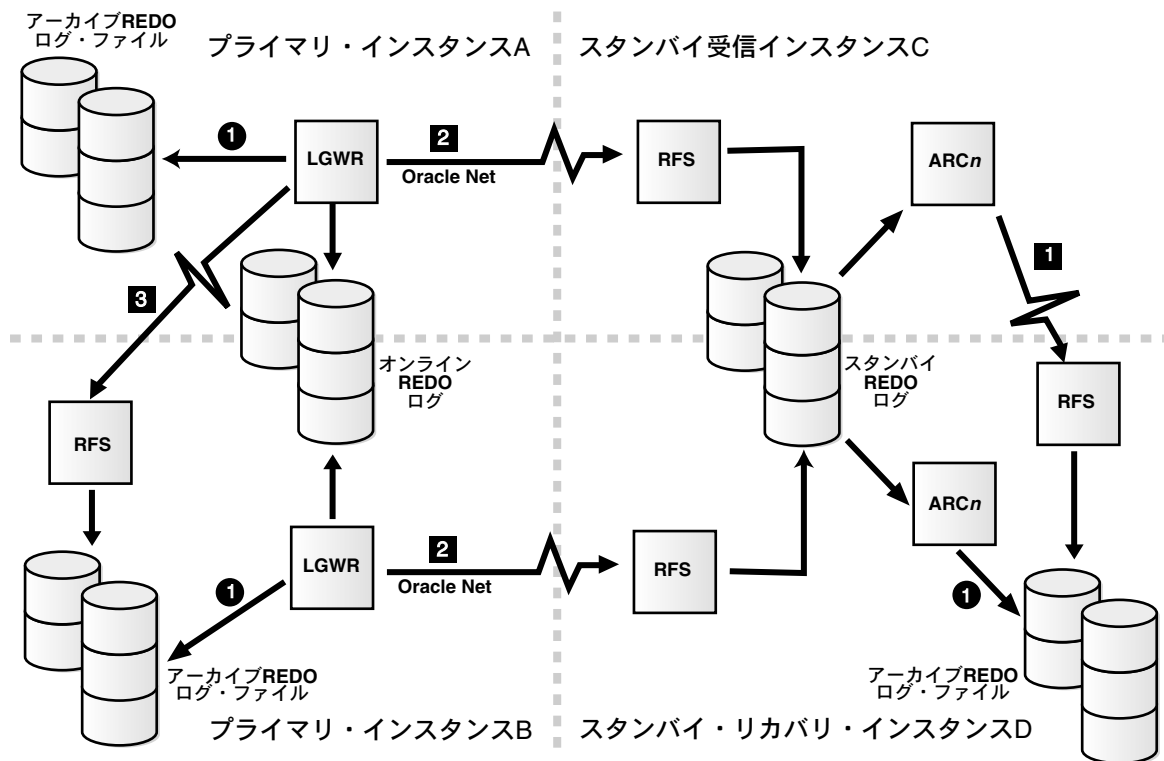 アーカイブREDO
ログ・ファイル
プライマリ・インスタンスA
スタンバイ受信インスタンスC
1
LGWR
2
Oracle Net
RFS
ARCn
1
3
オンライン
REDO
ログ
スタンバイ
REDO
ログ
RFS
RFS
ARCn
LGWR
2
Oracle Net
RFS
1
1
アーカイブREDO
ログ・ファイル
アーカイブREDO
ログ・ファイル
プライマリ・インスタンスB
スタンバイ・リカバリ・インスタンスD